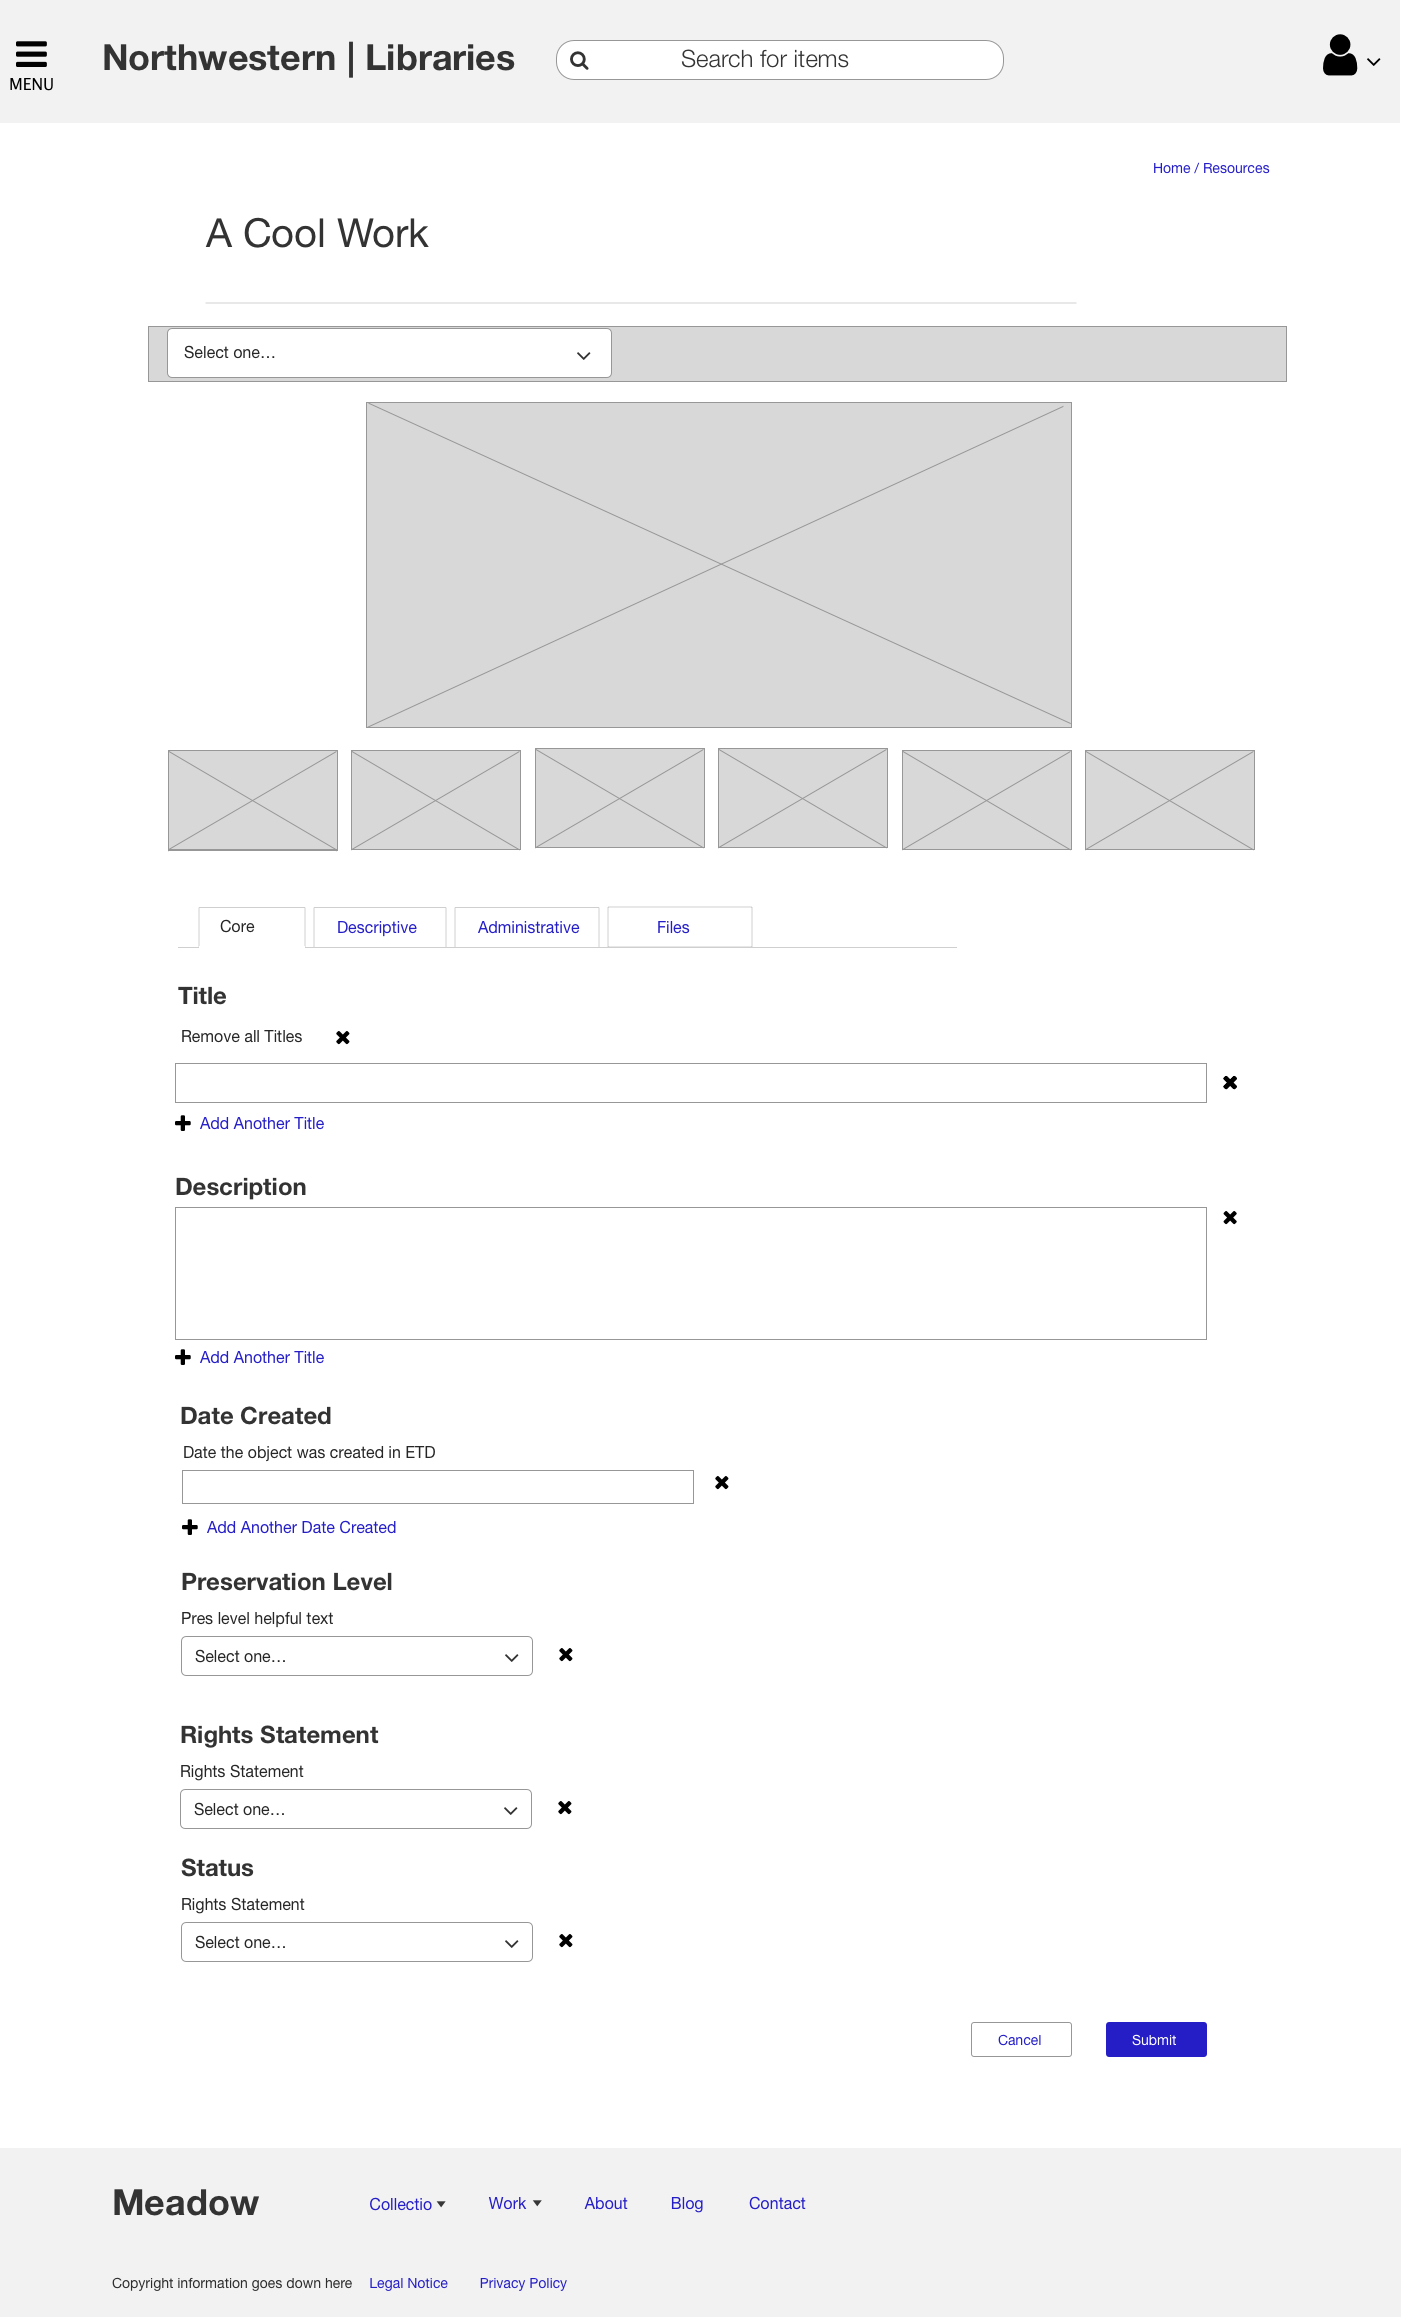 MENU
Northwestern | Libraries
Search for items
Home / Resources
A Cool Work
Select one...
Core
Descriptive
Administrative
Files
Title
Remove all Titles
Add Another Title
Description
Add Another Title
Date Created
Date the object was created in ETD
Add Another Date Created
Preservation Level
Pres level helpful text
Select one...
Rights Statement
Rights Statement
Select one...
Status
Rights Statement
Select one...
Cancel
Submit
Meadow
Collectio
Work
About
Blog
Contact
Copyright information goes down here
Legal Notice
Privacy Policy